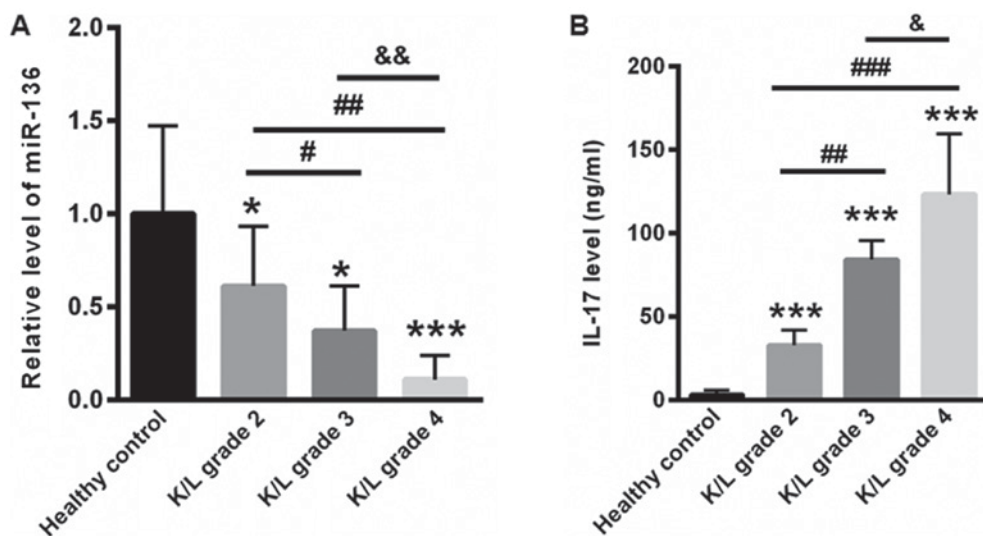 A
Relative level of miR-136
2.0
1.5
1.0
0.5
0.0
&&
##
#
*
*
***
Healthy control
K/L grade 2
K/L grade 3
K/L grade 4
B
IL-17 level (ng/ml)
200
150
100
50
0
&
###
##
***
***
***
Healthy control
K/L grade 2
K/L grade 3
K/L grade 4